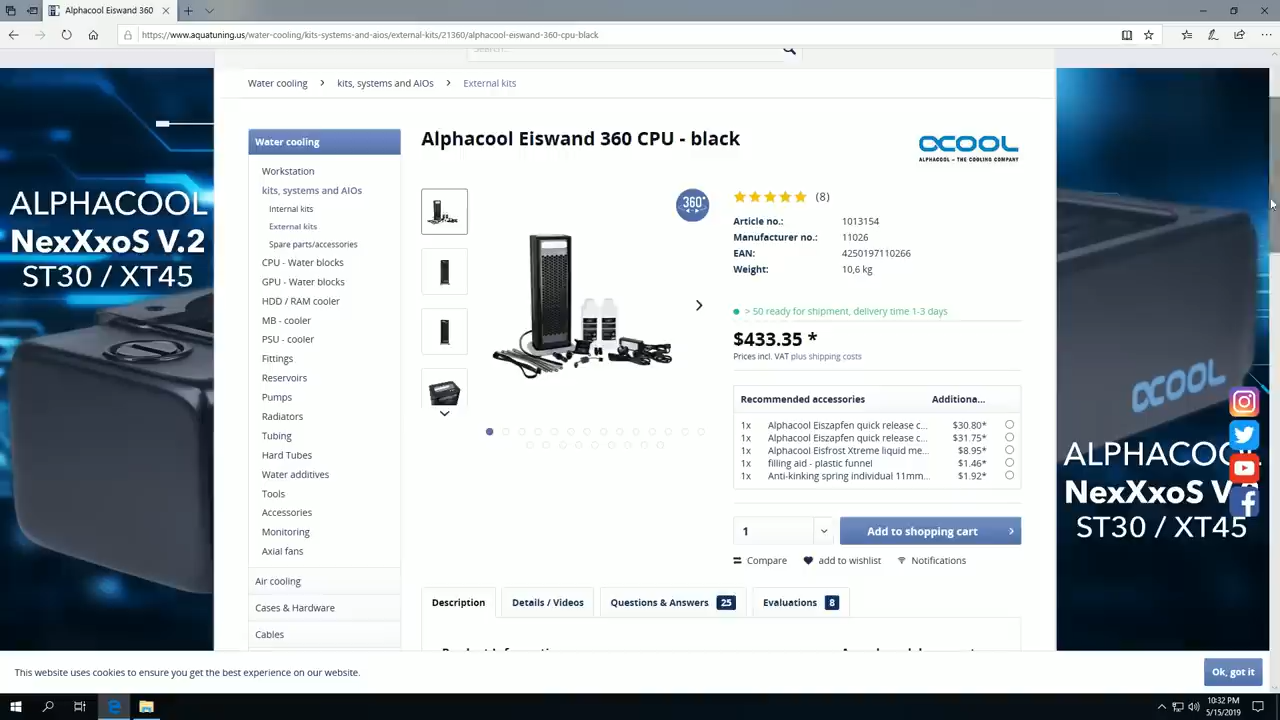 Alphacool Eiswand 360
https://www.aquatuning.us/water-cooling/kits-systems-and-aios/external-kits/21360/alphacool-eiswand-360-cpu-black
Search...
Water cooling
kits, systems and AIOs
External kits
Water cooling
Workstation
kits, systems and AIOs
Internal kits
External kits
Spare parts/accessories
CPU - Water blocks
GPU - Water blocks
HDD / RAM cooler
MB - cooler
PSU - cooler
Fittings
Reservoirs
Pumps
Radiators
Tubing
Hard Tubes
Water additives
Tools
Accessories
Monitoring
Axial fans
Air cooling
Cases & Hardware
Cables
ALPHACOOL
NexXxoS V.2
ST30 / XT45
Alphacool Eiswand 360 CPU - black
360°
ALPHACOOL – THE COOLING COMPANY
(8)
Article no.: 1013154
Manufacturer no.: 11026
EAN: 4250197110266
Weight: 10,6 kg
> 50 ready for shipment, delivery time 1-3 days
$433.35 *
Prices incl. VAT plus shipping costs
Recommended accessories Additiona...
1x Alphacool Eiszapfen quick release c... $30.80*
1x Alphacool Eiszapfen quick release c... $31.75*
1x Alphacool Eisfrost Xtreme liquid me... $8.95*
1x filling aid - plastic funnel $1.46*
1x Anti-kinking spring individual 11mm... $1.92*
1
Add to shopping cart
Compare
add to wishlist
Notifications
Description
Details / Videos
Questions & Answers 25
Evaluations 8
ALPHACOOL
NexXxoS V.2
ST30 / XT45
This website uses cookies to ensure you get the best experience on our website.
Ok, got it
10:32 PM
5/15/2019